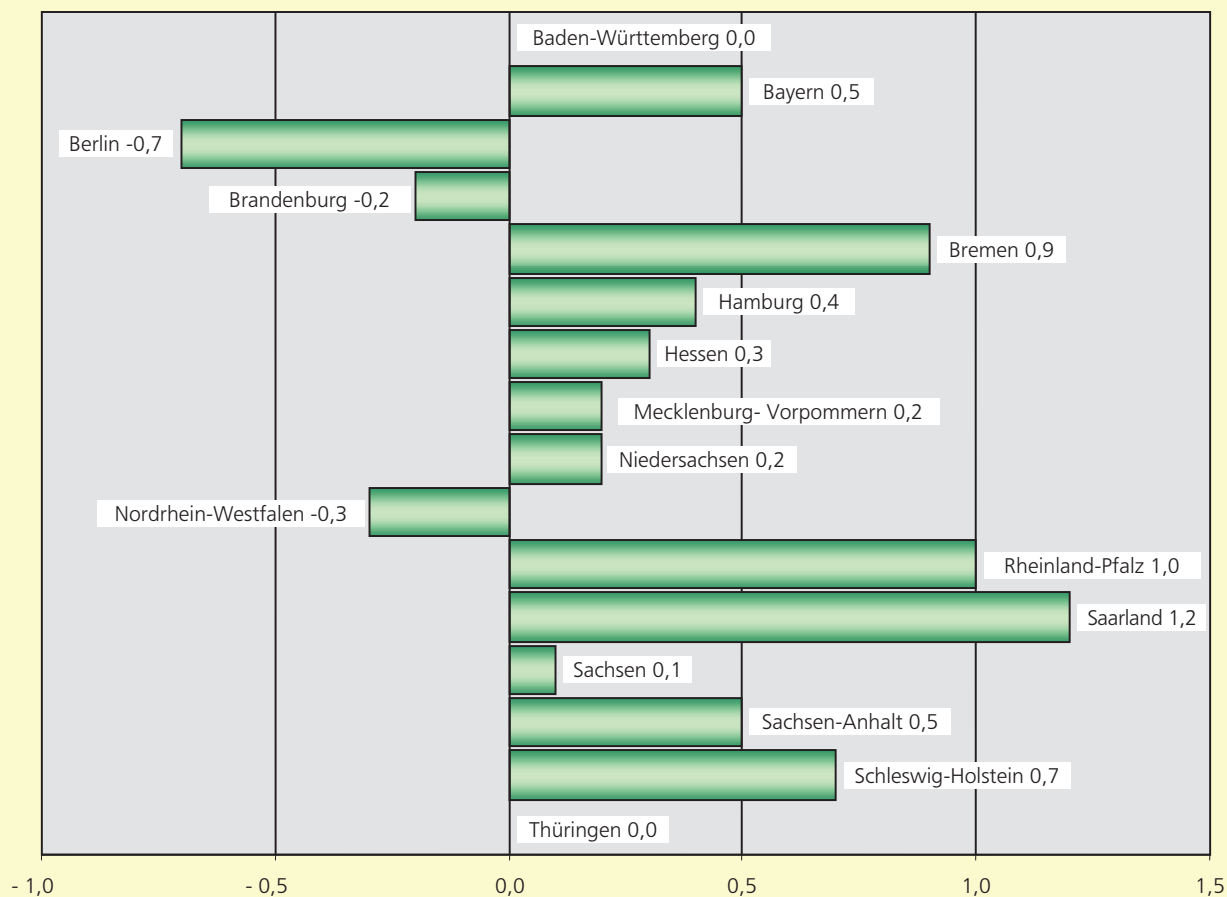 Baden-Württemberg 0,0
Bayern 0,5
Berlin -0,7
Brandenburg -0,2
Bremen 0,9
Hamburg 0,4
Hessen 0,3
Mecklenburg- Vorpommern 0,2
Niedersachsen 0,2
Nordrhein-Westfalen -0,3
Rheinland-Pfalz 1,0
Saarland 1,2
Sachsen 0,1
Sachsen-Anhalt 0,5
Schleswig-Holstein 0,7
Thüringen 0,0
- 1,0 - 0,5 0,0 0,5 1,0 1,5